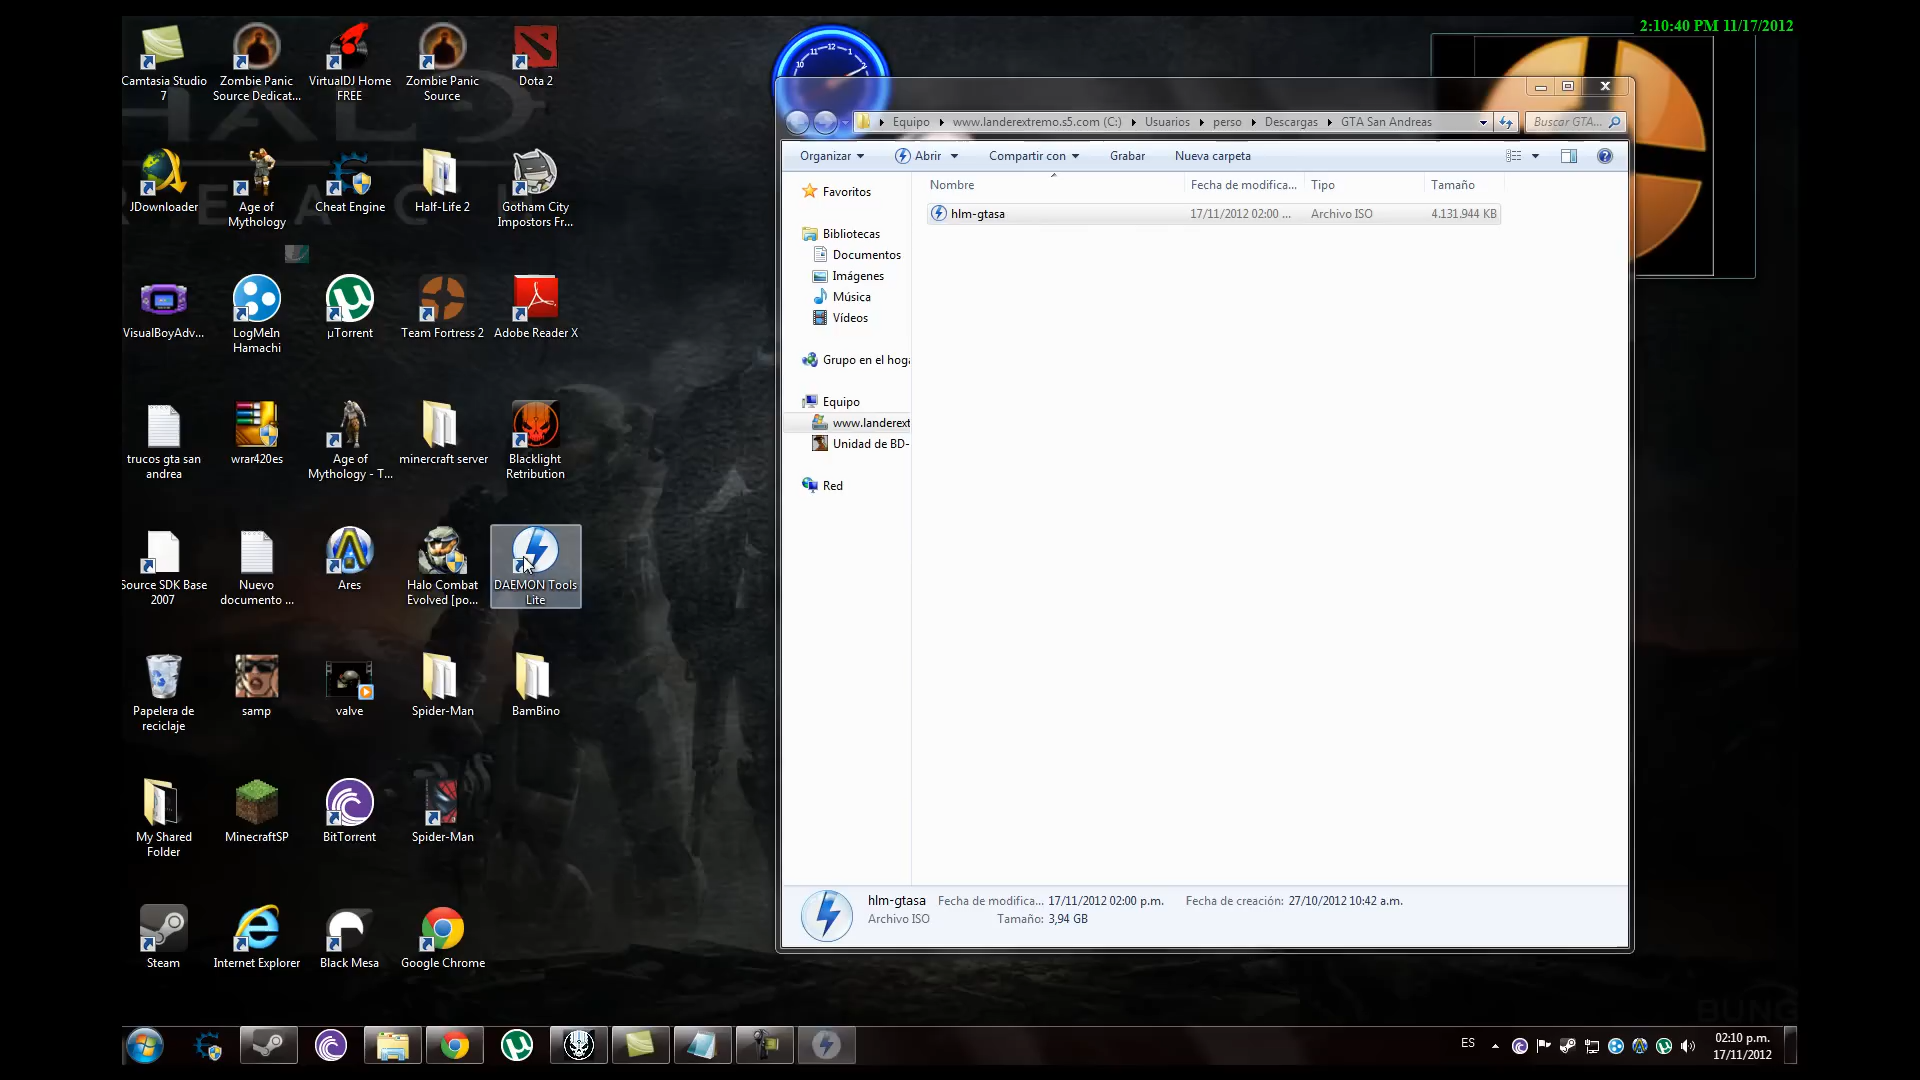 2:10:40 PM 11/17/2012
Camtasia Studio
7
Zombie Panic
Source Dedicat...
VirtualDJ Home
FREE
Zombie Panic
Source
Dota 2
JDownloader
Age of
Mythology
Cheat Engine
Half-Life 2
Gotham City
Impostors Fr...
VisualBoyAdv...
LogMeIn
Hamachi
µTorrent
Team Fortress 2
Adobe Reader X
trucos gta san
andrea
wrar420es
Age of
Mythology - T...
minercraft server
Blacklight
Retribution
Source SDK Base
2007
Nuevo
documento ...
Ares
Halo Combat
Evolved [po...
DAEMON Tools
Lite
Papelera de
reciclaje
samp
valve
Spider-Man
BamBino
My Shared
Folder
MinecraftSP
BitTorrent
Spider-Man
Steam
Internet Explorer
Black Mesa
Google Chrome
Equipo
www.landerextremo.s5.com (C:)
Usuarios
perso
Descargas
GTA San Andreas
Buscar GTA...
Organizar
Abrir
Compartir con
Grabar
Nueva carpeta
Nombre
Fecha de modifica...
Tipo
Tamaño
hlm-gtasa
17/11/2012 02:00 ...
Archivo ISO
4.131.944 KB
Favoritos
Bibliotecas
Documentos
Imágenes
Música
Vídeos
Grupo en el hoga
Equipo
www.landerext
Unidad de BD-
Red
hlm-gtasa
Fecha de modifica... 17/11/2012 02:00 p.m.
Fecha de creación: 27/10/2012 10:42 a.m.
Archivo ISO
Tamaño: 3,94 GB
BUNG
ES
02:10 p.m.
17/11/2012